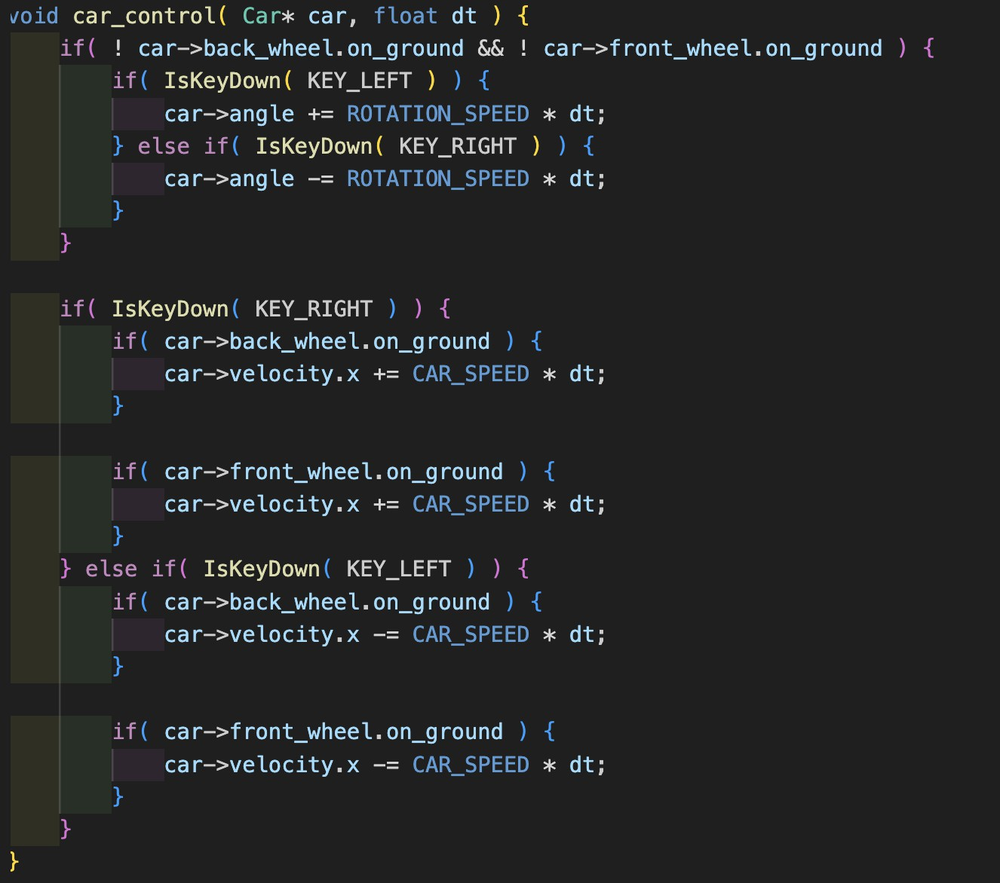 void car_control( Car* car, float dt ) {
    if( ! car->back_wheel.on_ground && ! car->front_wheel.on_ground ) {
        if( IsKeyDown( KEY_LEFT ) ) {
            car->angle += ROTATION_SPEED * dt;
        } else if( IsKeyDown( KEY_RIGHT ) ) {
            car->angle -= ROTATION_SPEED * dt;
        }
    }

    if( IsKeyDown( KEY_RIGHT ) ) {
        if( car->back_wheel.on_ground ) {
            car->velocity.x += CAR_SPEED * dt;
        }

        if( car->front_wheel.on_ground ) {
            car->velocity.x += CAR_SPEED * dt;
        }
    } else if( IsKeyDown( KEY_LEFT ) ) {
        if( car->back_wheel.on_ground ) {
            car->velocity.x -= CAR_SPEED * dt;
        }

        if( car->front_wheel.on_ground ) {
            car->velocity.x -= CAR_SPEED * dt;
        }
    }
}